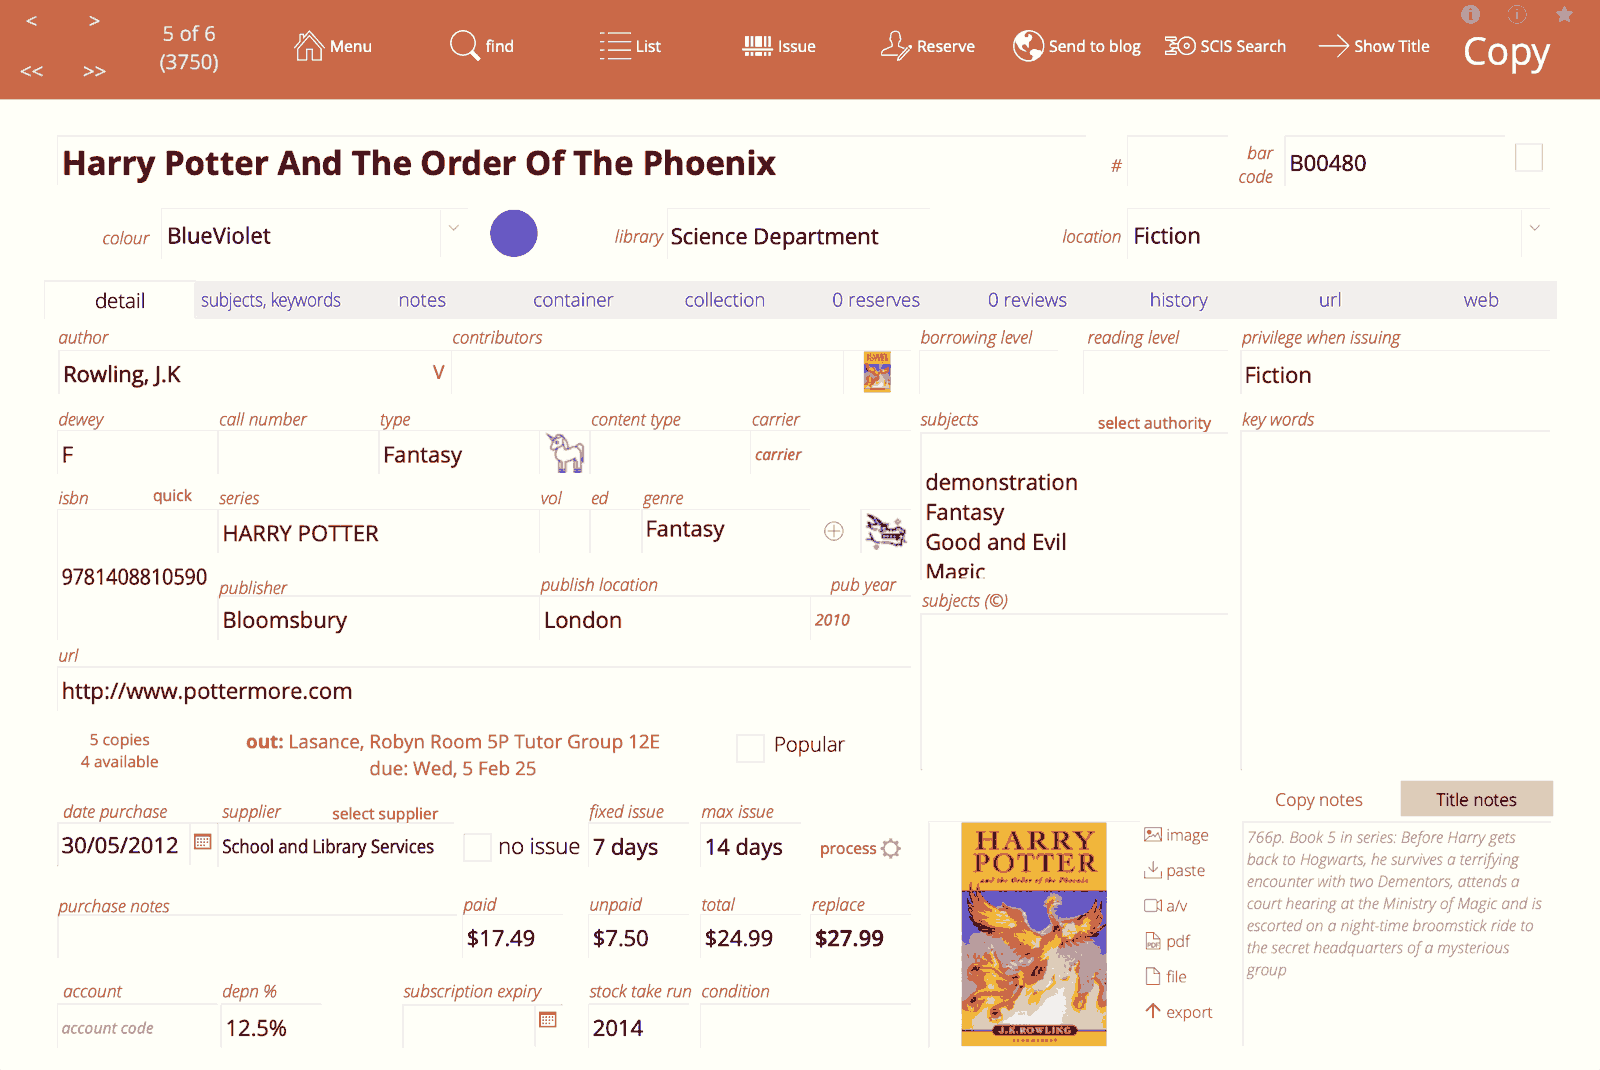 < >
<< >>
5 of 6
(3750)
Menu
find
List
Issue
Reserve
Send to blog
SCIS Search
Show Title
Copy
Harry Potter And The Order Of The Phoenix
#
bar
code
B00480
colour BlueViolet
library Science Department
location Fiction
detail
subjects, keywords
notes
container
collection
0 reserves
0 reviews
history
url
web
author
contributors
borrowing level
reading level
privilege when issuing
Rowling, J.K
V
Fiction
dewey
call number
type
content type
carrier
subjects
select authority
key words
F
Fantasy
carrier
demonstration
Fantasy
Good and Evil
Magic
isbn
quick
series
vol
ed
genre
HARRY POTTER
Fantasy
9781408810590
publisher
publish location
pub year
Bloomsbury
London
2010
subjects (©)
url
http://www.pottermore.com
5 copies
4 available
out: Lasance, Robyn Room 5P Tutor Group 12E
due: Wed, 5 Feb 25
Popular
Copy notes
Title notes
date purchase
supplier
select supplier
fixed issue
max issue
30/05/2012
School and Library Services
no issue
7 days
14 days
process
purchase notes
paid
unpaid
total
replace
$17.49
$7.50
$24.99
$27.99
account
depn %
subscription expiry
stock take run
condition
account code
12.5%
2014
HARRY
POTTER
and the Order of the Phoenix
J.K.ROWLING
BLOOMSBURY
image
paste
a/v
pdf
file
export
766p. Book 5 in series: Before Harry gets
back to Hogwarts, he survives a terrifying
encounter with two Dementors, attends a
court hearing at the Ministry of Magic and is
escorted on a night-time broomstick ride to
the secret headquarters of a mysterious
group